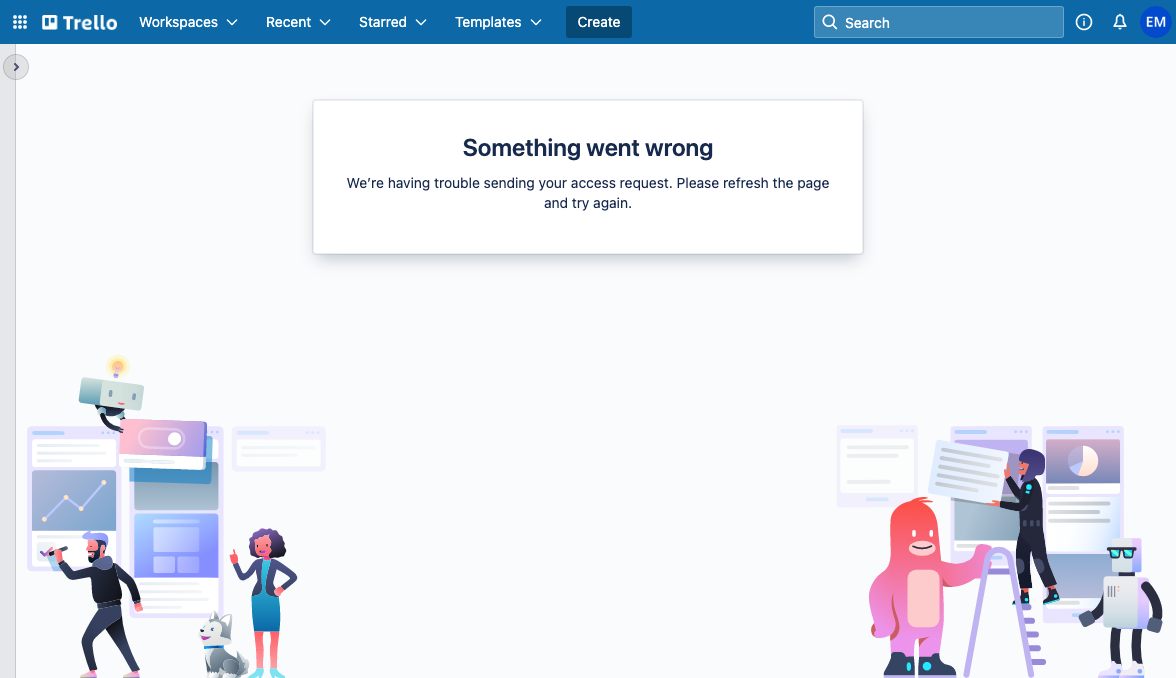 Trello
Workspaces
Recent
Starred
Templates
Create
Search
EM
Something went wrong
We’re having trouble sending your access request. Please refresh the page
and try again.